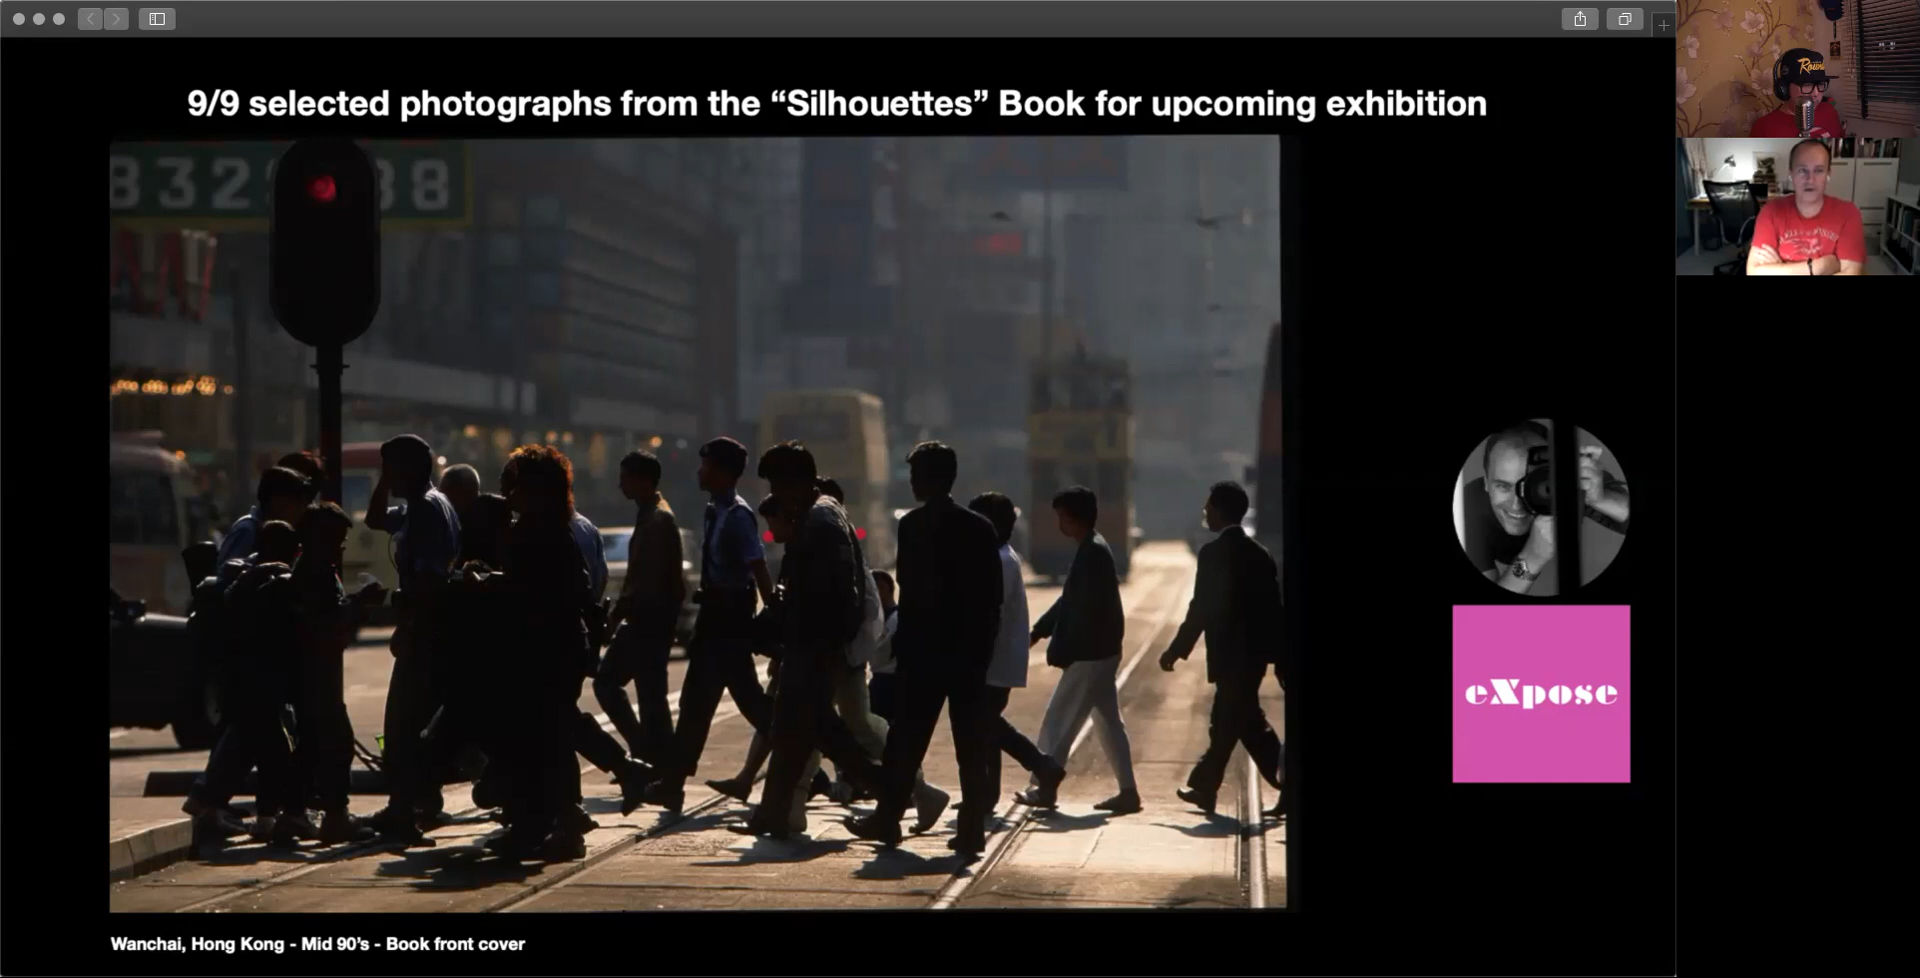 9/9 selected photographs from the “Silhouettes” Book for upcoming exhibition
832 88
eXpose
Wanchai, Hong Kong - Mid 90’s - Book front cover